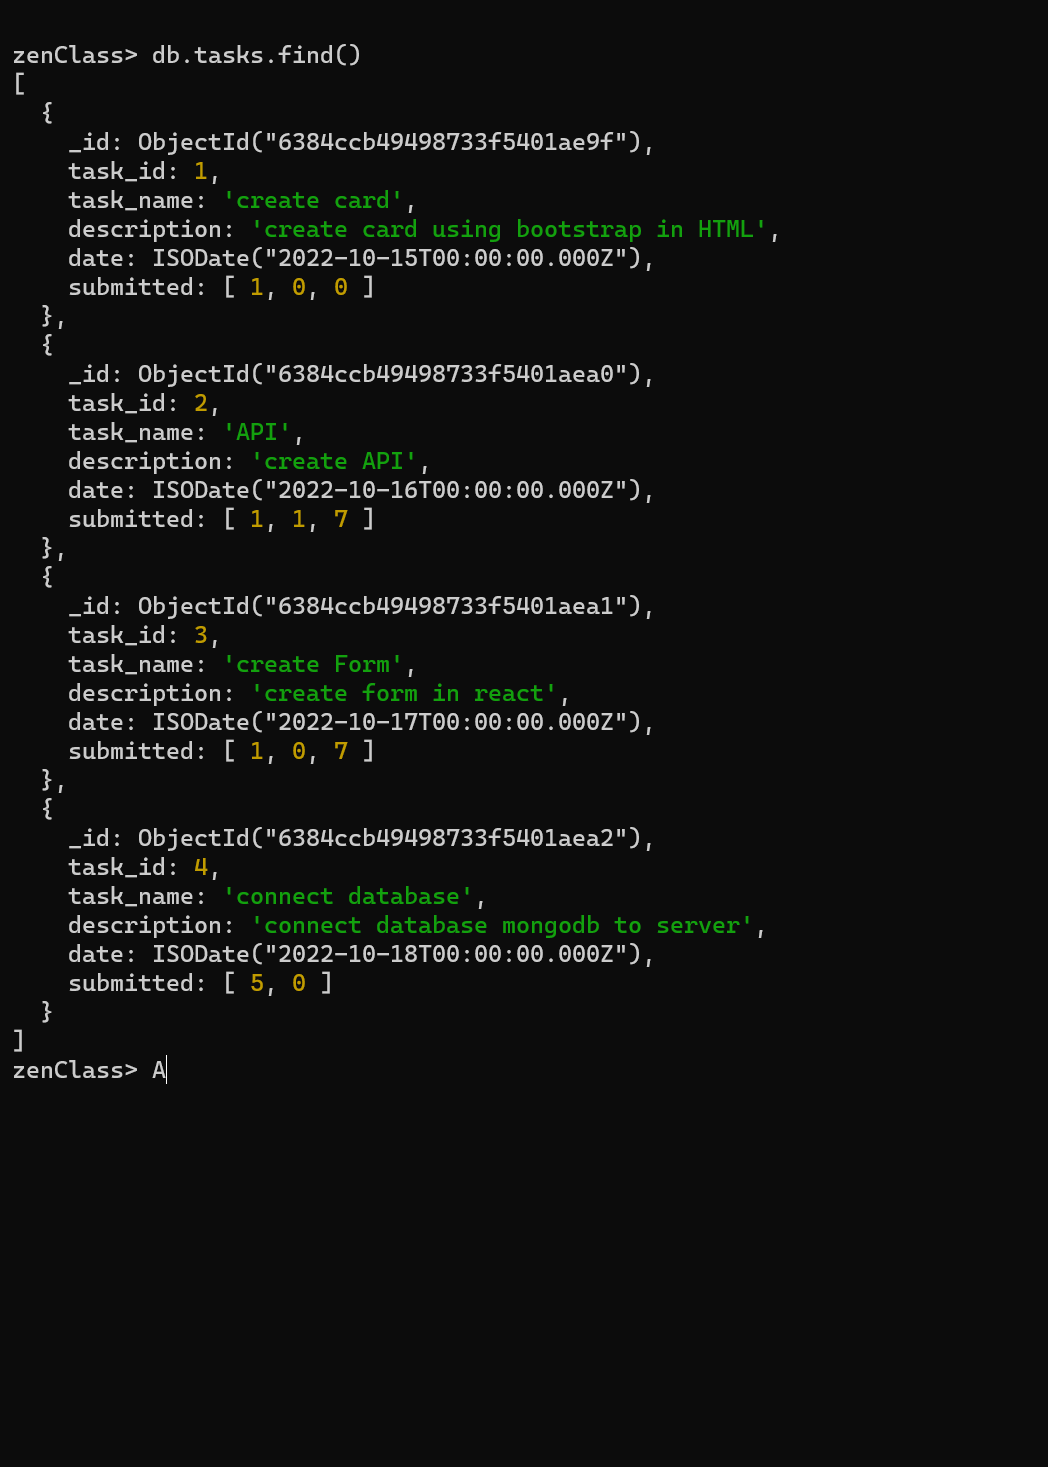 zenClass> db.tasks.find()
[
  {
    _id: ObjectId("6384ccb49498733f5401ae9f"),
    task_id: 1,
    task_name: 'create card',
    description: 'create card using bootstrap in HTML',
    date: ISODate("2022-10-15T00:00:00.000Z"),
    submitted: [ 1, 0, 0 ]
  },
  {
    _id: ObjectId("6384ccb49498733f5401aea0"),
    task_id: 2,
    task_name: 'API',
    description: 'create API',
    date: ISODate("2022-10-16T00:00:00.000Z"),
    submitted: [ 1, 1, 7 ]
  },
  {
    _id: ObjectId("6384ccb49498733f5401aea1"),
    task_id: 3,
    task_name: 'create Form',
    description: 'create form in react',
    date: ISODate("2022-10-17T00:00:00.000Z"),
    submitted: [ 1, 0, 7 ]
  },
  {
    _id: ObjectId("6384ccb49498733f5401aea2"),
    task_id: 4,
    task_name: 'connect database',
    description: 'connect database mongodb to server',
    date: ISODate("2022-10-18T00:00:00.000Z"),
    submitted: [ 5, 0 ]
  }
]
zenClass> A